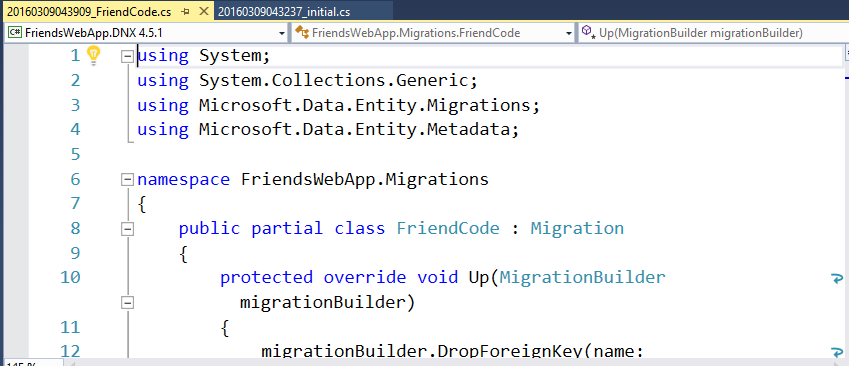 20160309043909_FriendCode.cs 20160309043237_initial.cs
C# FriendsWebApp.DNX 4.5.1 FriendsWebApp.Migrations.FriendCode Up(MigrationBuilder migrationBuilder)
1 using System;
2 using System.Collections.Generic;
3 using Microsoft.Data.Entity.Migrations;
4 using Microsoft.Data.Entity.Metadata;
5
6 namespace FriendsWebApp.Migrations
7 {
8 public partial class FriendCode : Migration
9 {
10 protected override void Up(MigrationBuilder
migrationBuilder)
11 {
12 migrationBuilder.DropForeignKey(name: